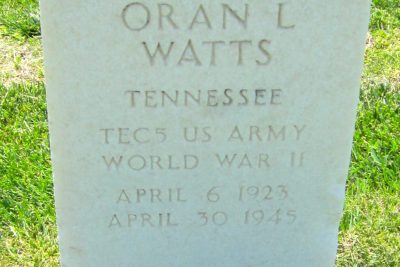 ORAN L
WATTS
TENNESSEE
TEC5 US ARMY
WORLD WAR II
APRIL 6 1923
APRIL 30 1945